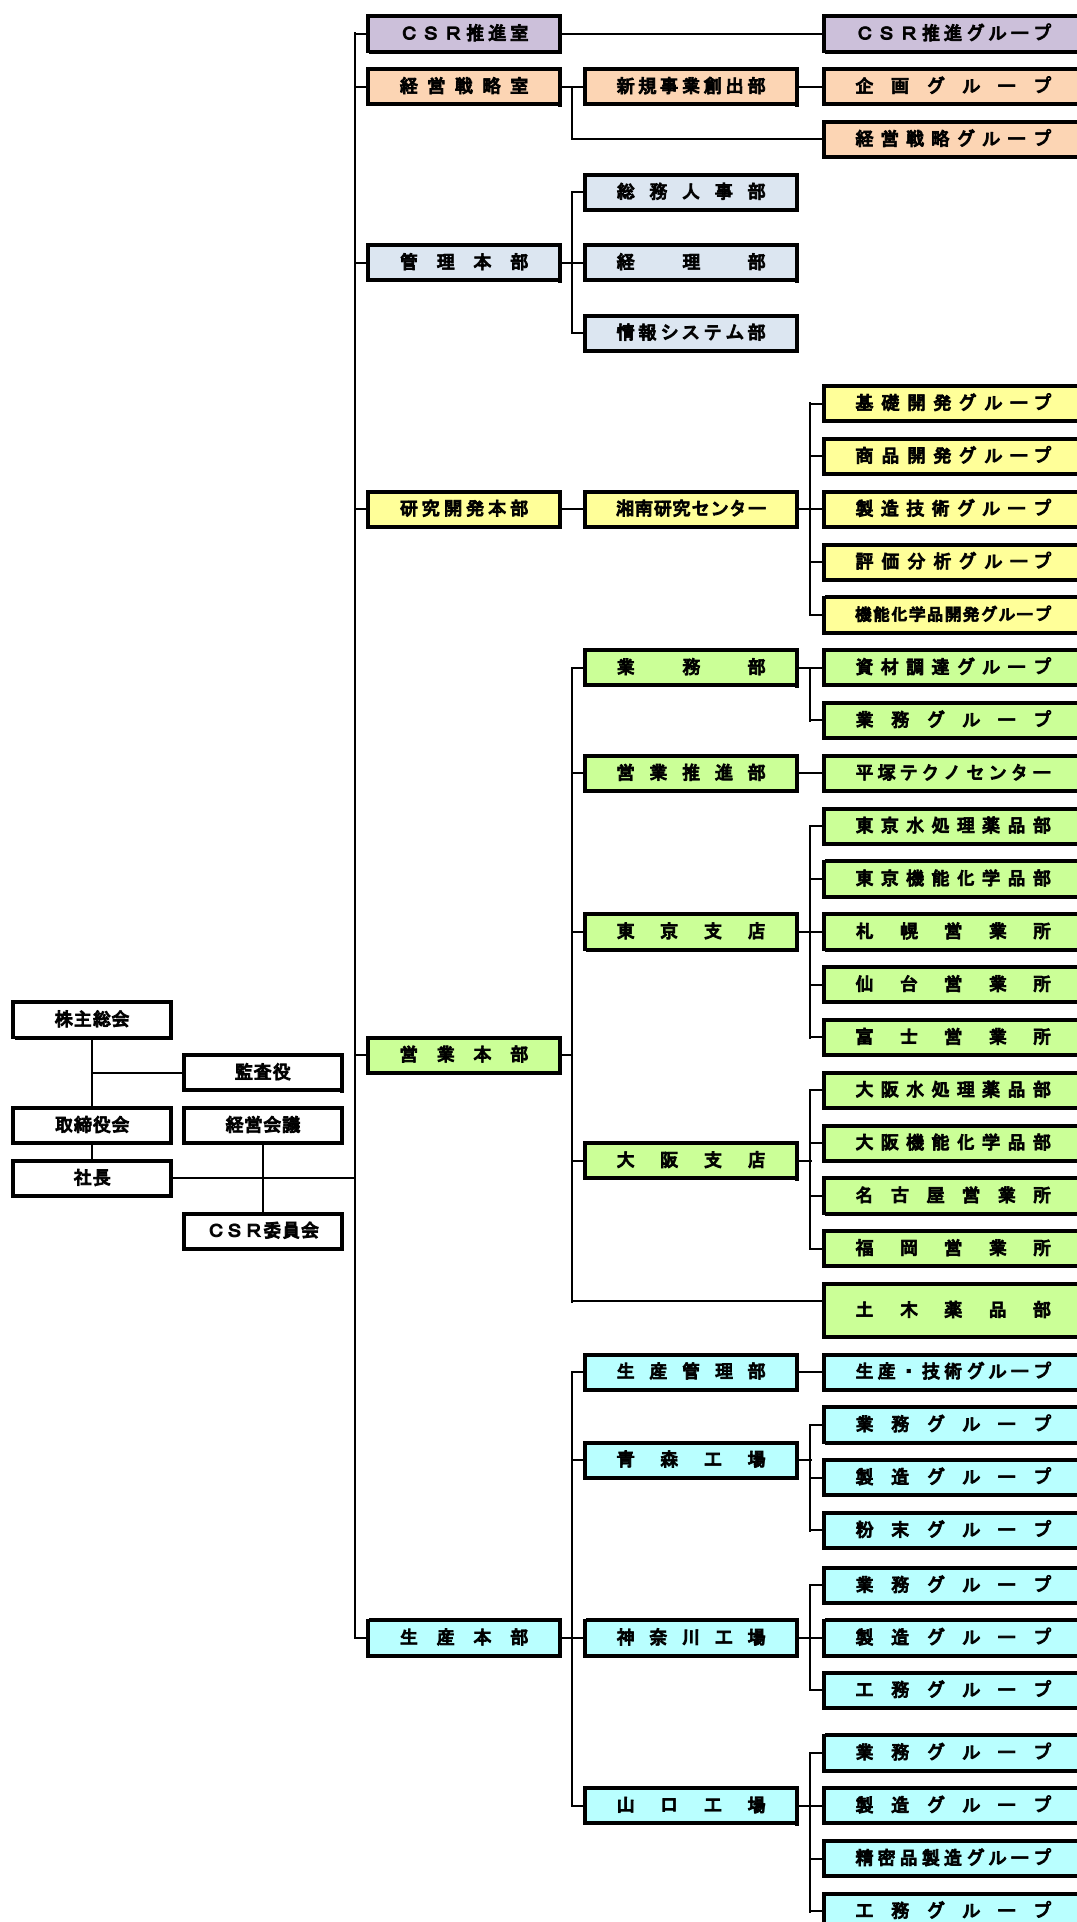 CSR推進室
CSR推進グループ
経営戦略室
新規事業創出部
企画グループ
経営戦略グループ
総務人事部
管理本部
経理部
情報システム部
基礎開発グループ
商品開発グループ
研究開発本部
湘南研究センター
製造技術グループ
評価分析グループ
機能化学品開発グループ
業務部
資材調達グループ
業務グループ
営業推進部
平塚テクノセンター
東京水処理薬品部
東京機能化学品部
東京支店
札幌営業所
仙台営業所
富士営業所
株主総会
営業本部
監査役
大阪水処理薬品部
取締役会
経営会議
大阪機能化学品部
大阪支店
社長
名古屋営業所
CSR委員会
福岡営業所
土木薬品部
生産管理部
生産・技術グループ
業務グループ
青森工場
製造グループ
粉末グループ
業務グループ
生産本部
神奈川工場
製造グループ
工務グループ
業務グループ
山口工場
製造グループ
精密品製造グループ
工務グループ